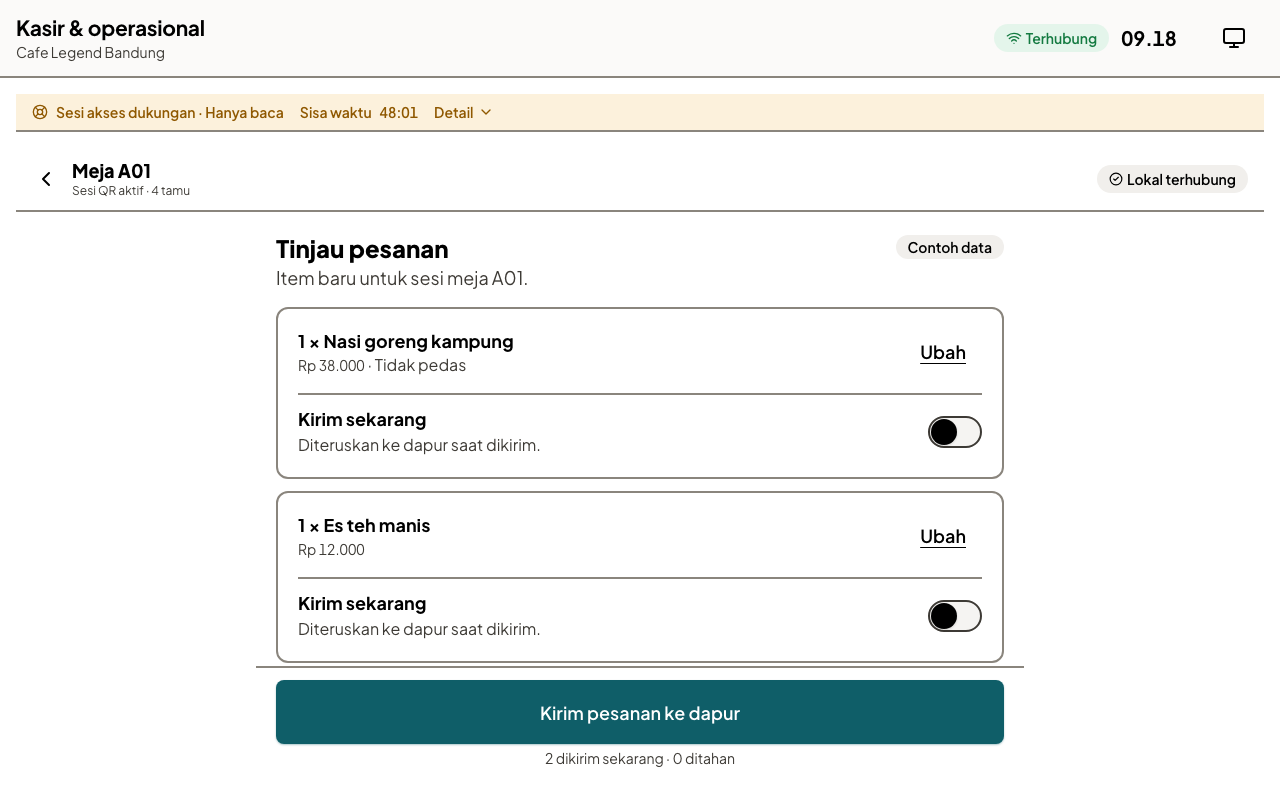 Kasir & operasional
Cafe Legend Bandung
Terhubung
09.18
Sesi akses dukungan · Hanya baca
Sisa waktu 48:01
Detail
Meja A01
Sesi QR aktif · 4 tamu
Lokal terhubung
Tinjau pesanan
Contoh data
Item baru untuk sesi meja A01.
1 × Nasi goreng kampung
Rp 38.000 · Tidak pedas
Ubah
Kirim sekarang
Diteruskan ke dapur saat dikirim.
1 × Es teh manis
Rp 12.000
Ubah
Kirim sekarang
Diteruskan ke dapur saat dikirim.
Kirim pesanan ke dapur
2 dikirim sekarang · 0 ditahan